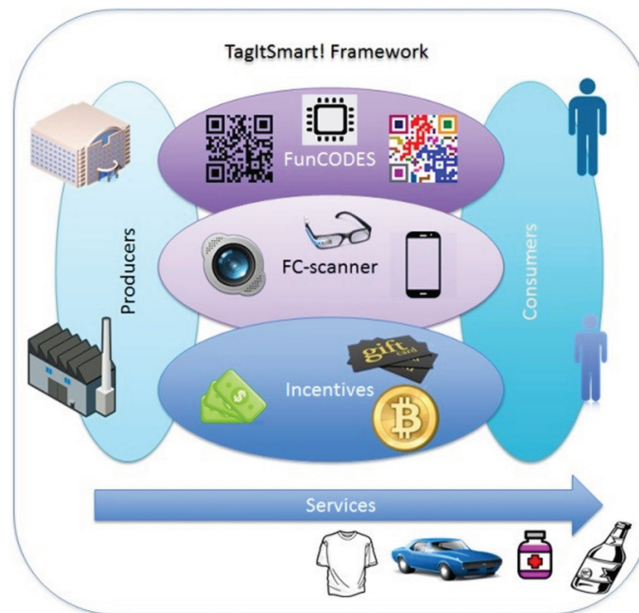 TagItSmart! Framework
FunCODES
FC-scanner
Producers
Consumers
gift
card
Incentives
Services